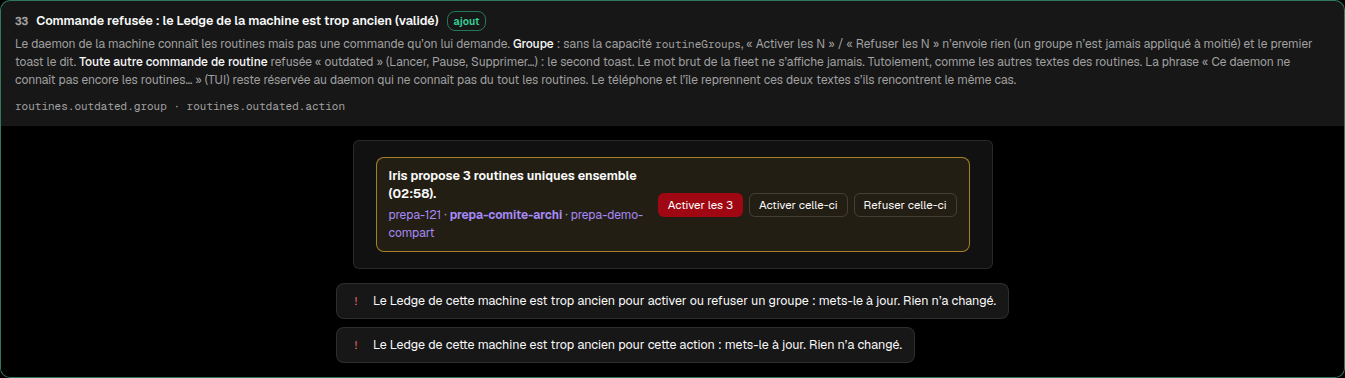 33 Commande refusée : le Ledge de la machine est trop ancien (validé) ajout
Le daemon de la machine connaît les routines mais pas une commande qu’on lui demande. Groupe : sans la capacité routineGroups, « Activer les N » / « Refuser les N » n’envoie rien (un groupe n’est jamais appliqué à moitié) et le premier
toast le dit. Toute autre commande de routine refusée « outdated » (Lancer, Pause, Supprimer…) : le second toast. Le mot brut de la fleet ne s’affiche jamais. Tutoiement, comme les autres textes des routines. La phrase « Ce daemon ne
connaît pas encore les routines… » (TUI) reste réservée au daemon qui ne connaît pas du tout les routines. Le téléphone et l’île reprennent ces deux textes s’ils rencontrent le même cas.
routines.outdated.group · routines.outdated.action
Iris propose 3 routines uniques ensemble
(02:58).
prepa-121 · prepa-comite-archi · prepa-demo-
compart
Activer les 3 Activer celle-ci Refuser celle-ci
! Le Ledge de cette machine est trop ancien pour activer ou refuser un groupe : mets-le à jour. Rien n’a changé.
! Le Ledge de cette machine est trop ancien pour cette action : mets-le à jour. Rien n’a changé.